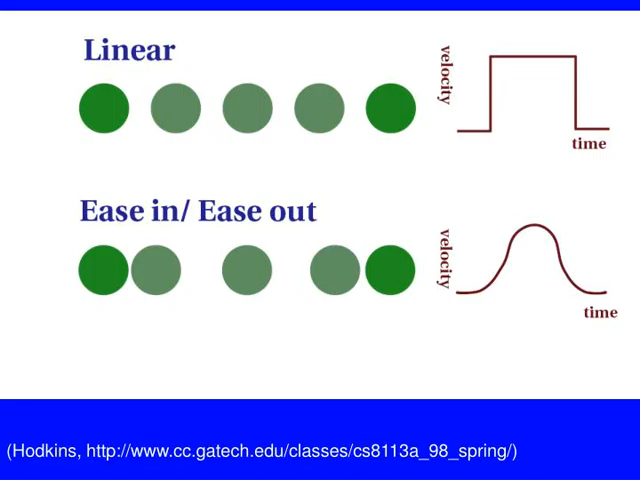 Linear
velocity
time
Ease in/ Ease out
velocity
time
(Hodkins, http://www.cc.gatech.edu/classes/cs8113a_98_spring/)